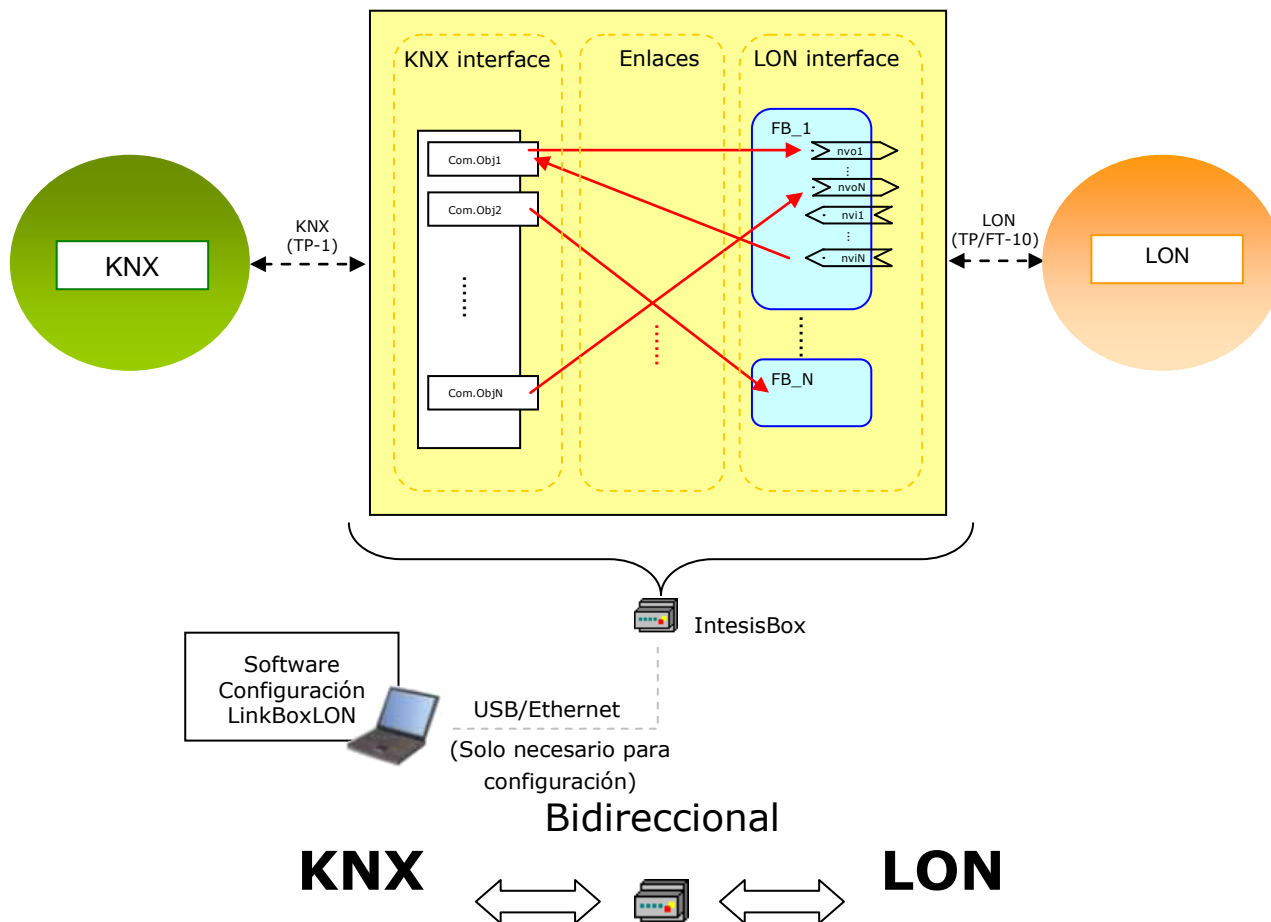 KNX interface
Enlaces
LON interface
FB_1
Com.Obj1
nvo1
Com.Obj2
nvoN
nvi1
nviN
KNX
(TP-1)
LON
(TP/FT-10)
KNX
LON
Com.ObjN
FB_N
IntesisBox
Software
Configuración
LinkBoxLON
USB/Ethernet
(Solo necesario para
configuración)
Bidireccional
KNX
LON